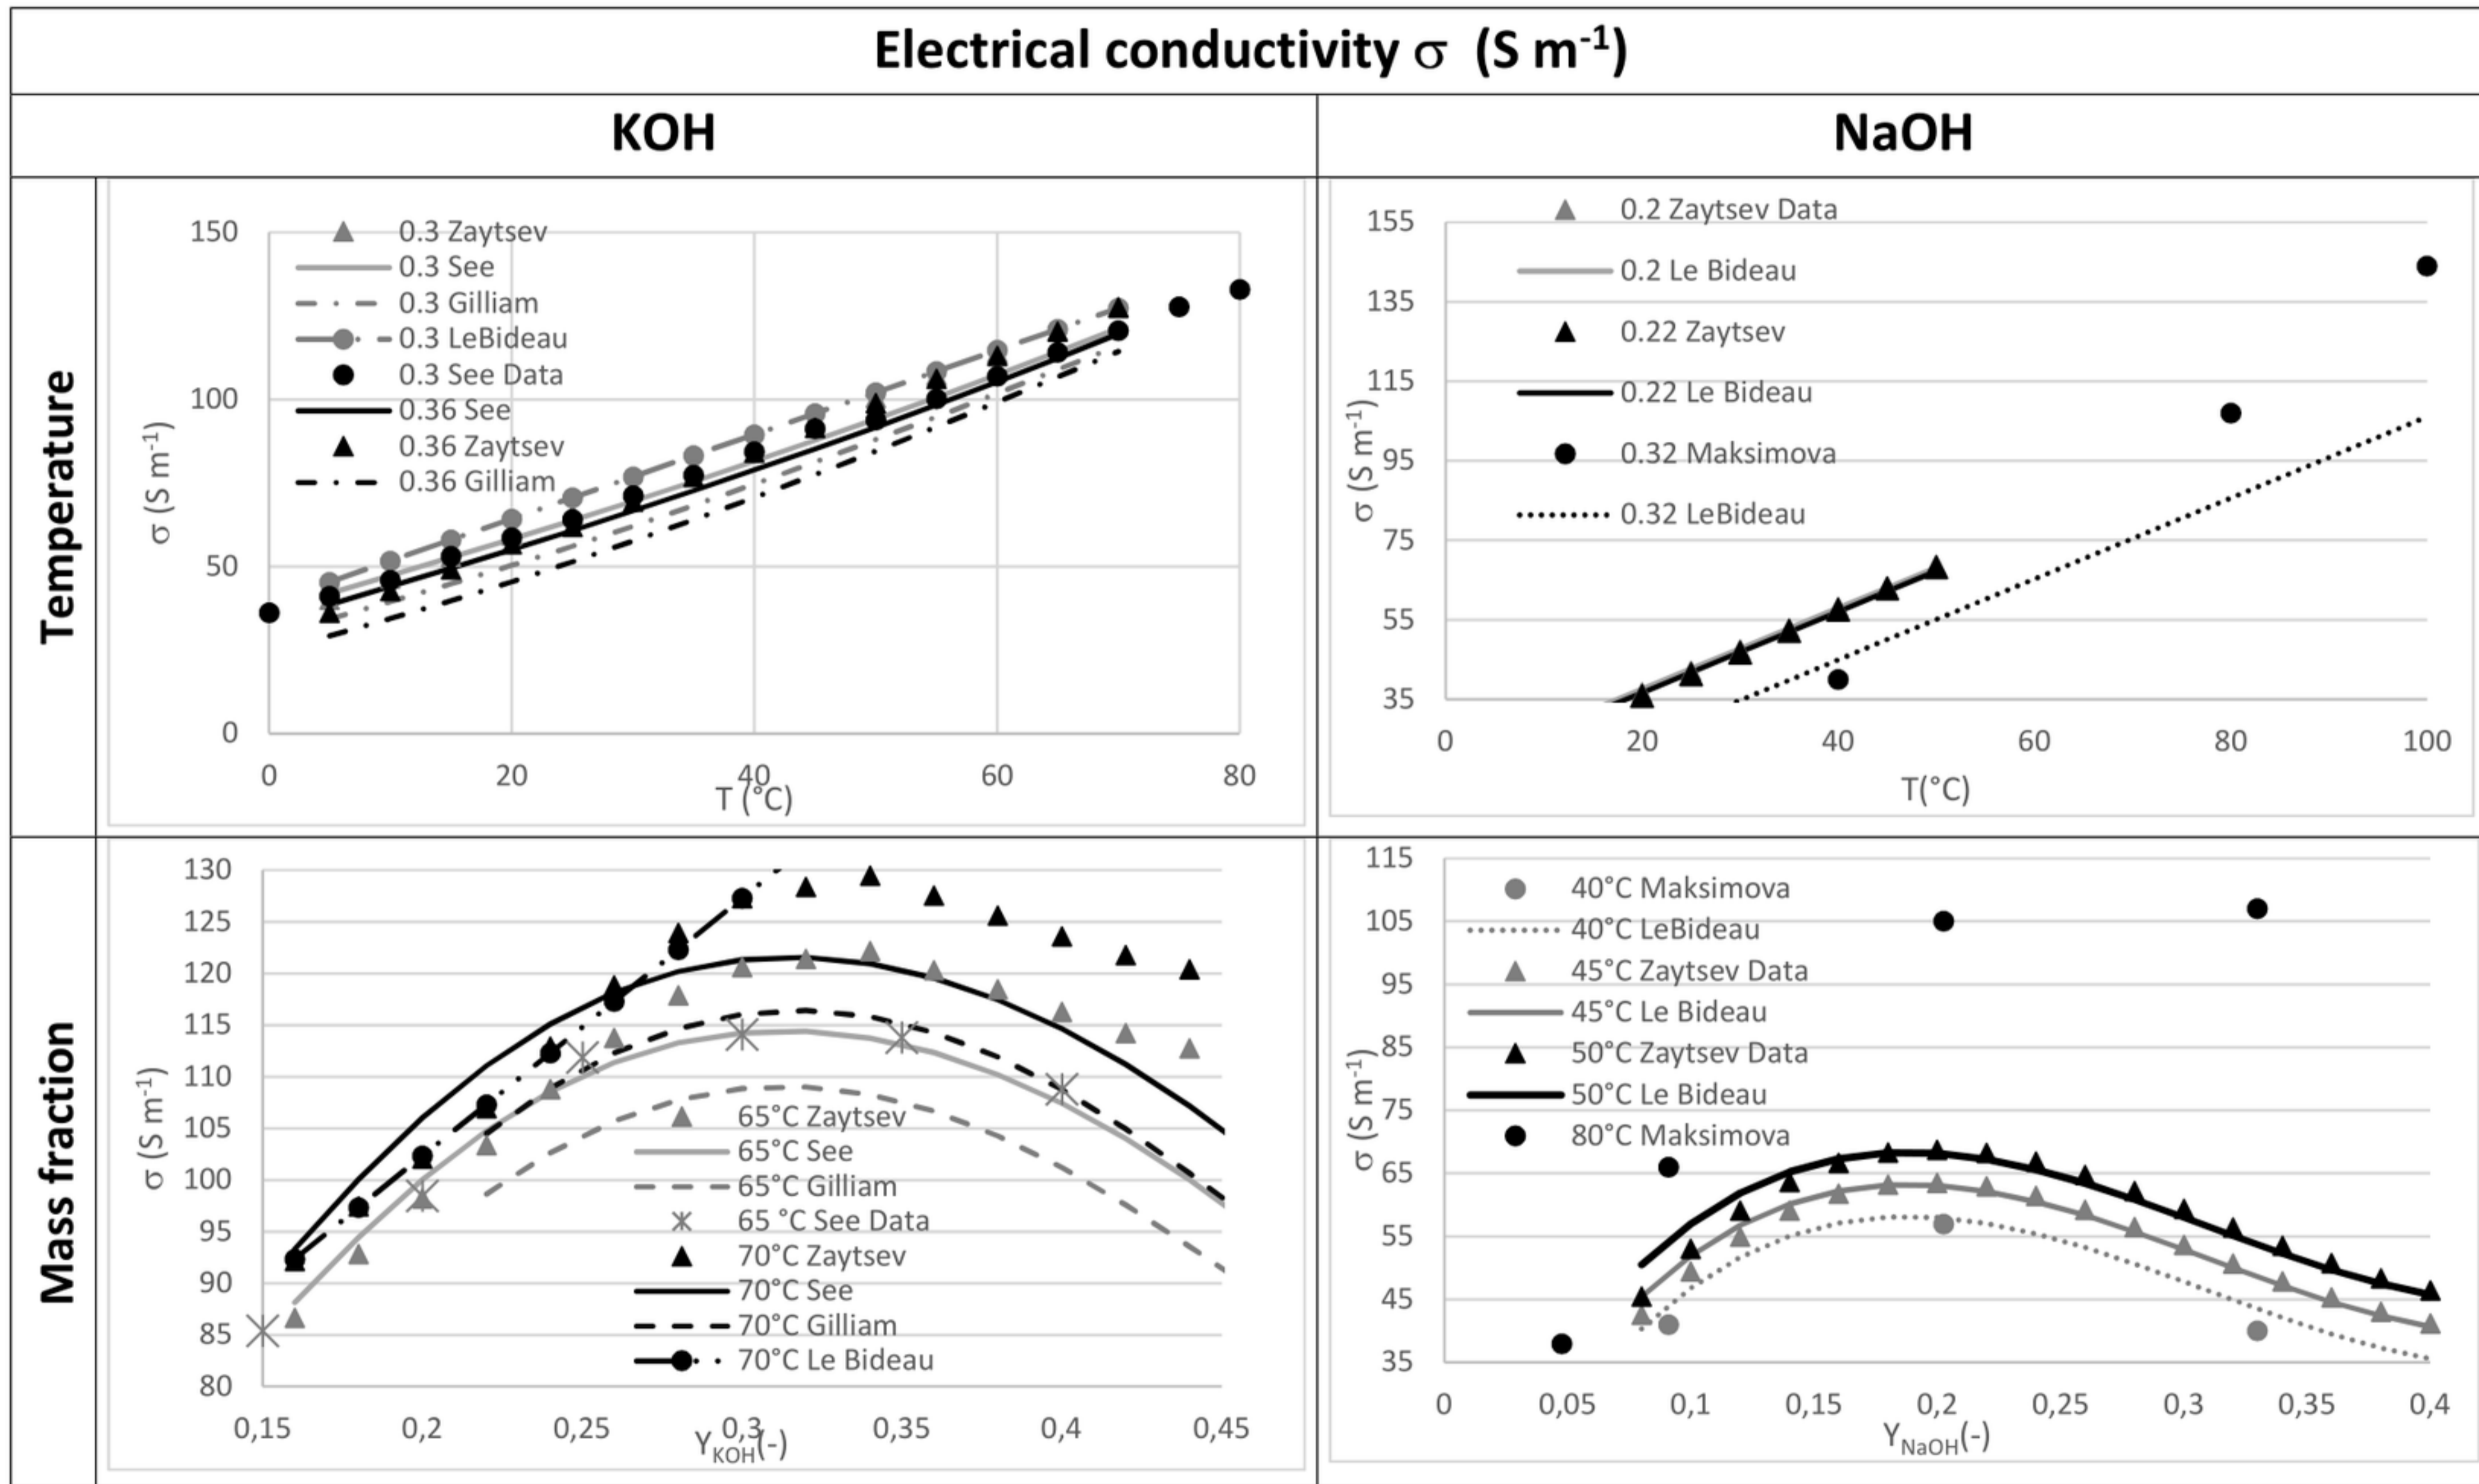 Electrical conductivity σ (S m⁻¹)
KOH
NaOH
Temperature
150
100
50
0
σ (S m⁻¹)
0.3 Zaytsev
0.3 See
0.3 Gilliam
0.3 LeBideau
0.3 See Data
0.36 See
0.36 Zaytsev
0.36 Gilliam
0 20 40 60 80
T (°C)
155
135
115
95
75
55
35
σ (S m⁻¹)
0.2 Zaytsev Data
0.2 Le Bideau
0.22 Zaytsev
0.22 Le Bideau
0.32 Maksimova
0.32 LeBideau
0 20 40 60 80 100
T(°C)
Mass fraction
130
125
120
115
110
105
100
95
90
85
80
σ (S m⁻¹)
65°C Zaytsev
65°C See
65°C Gilliam
65 °C See Data
70°C Zaytsev
70°C See
70°C Gilliam
70°C Le Bideau
0,15 0,2 0,25 0,3 0,35 0,4 0,45
Y_KOH(-)
115
105
95
85
75
65
55
45
35
σ (S m⁻¹)
40°C Maksimova
40°C LeBideau
45°C Zaytsev Data
45°C Le Bideau
50°C Zaytsev Data
50°C Le Bideau
80°C Maksimova
0 0,05 0,1 0,15 0,2 0,25 0,3 0,35 0,4
Y_NaOH(-)